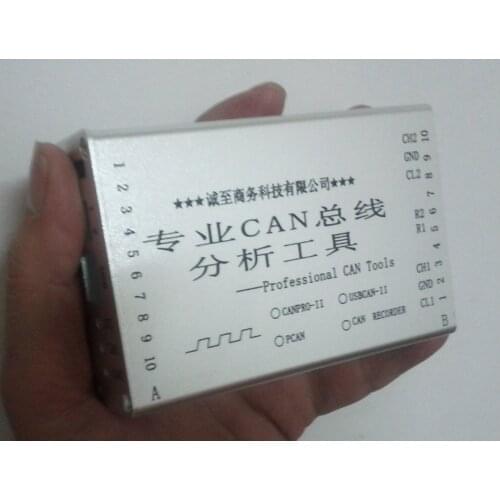 ★★★诚至商务科技有限公司★★★
专业CAN总线
分析工具
——Professional CAN Tools
○CANPRO-II ○USBCAN-II
○PCAN ○CAN RECORDER
1
2
3
4
5
6
7
8
9
10
A
CH2 10
GND 9
CL2 8
7
R2 6
R1 5
4
CH1 3
GND 2
CL1 1
B